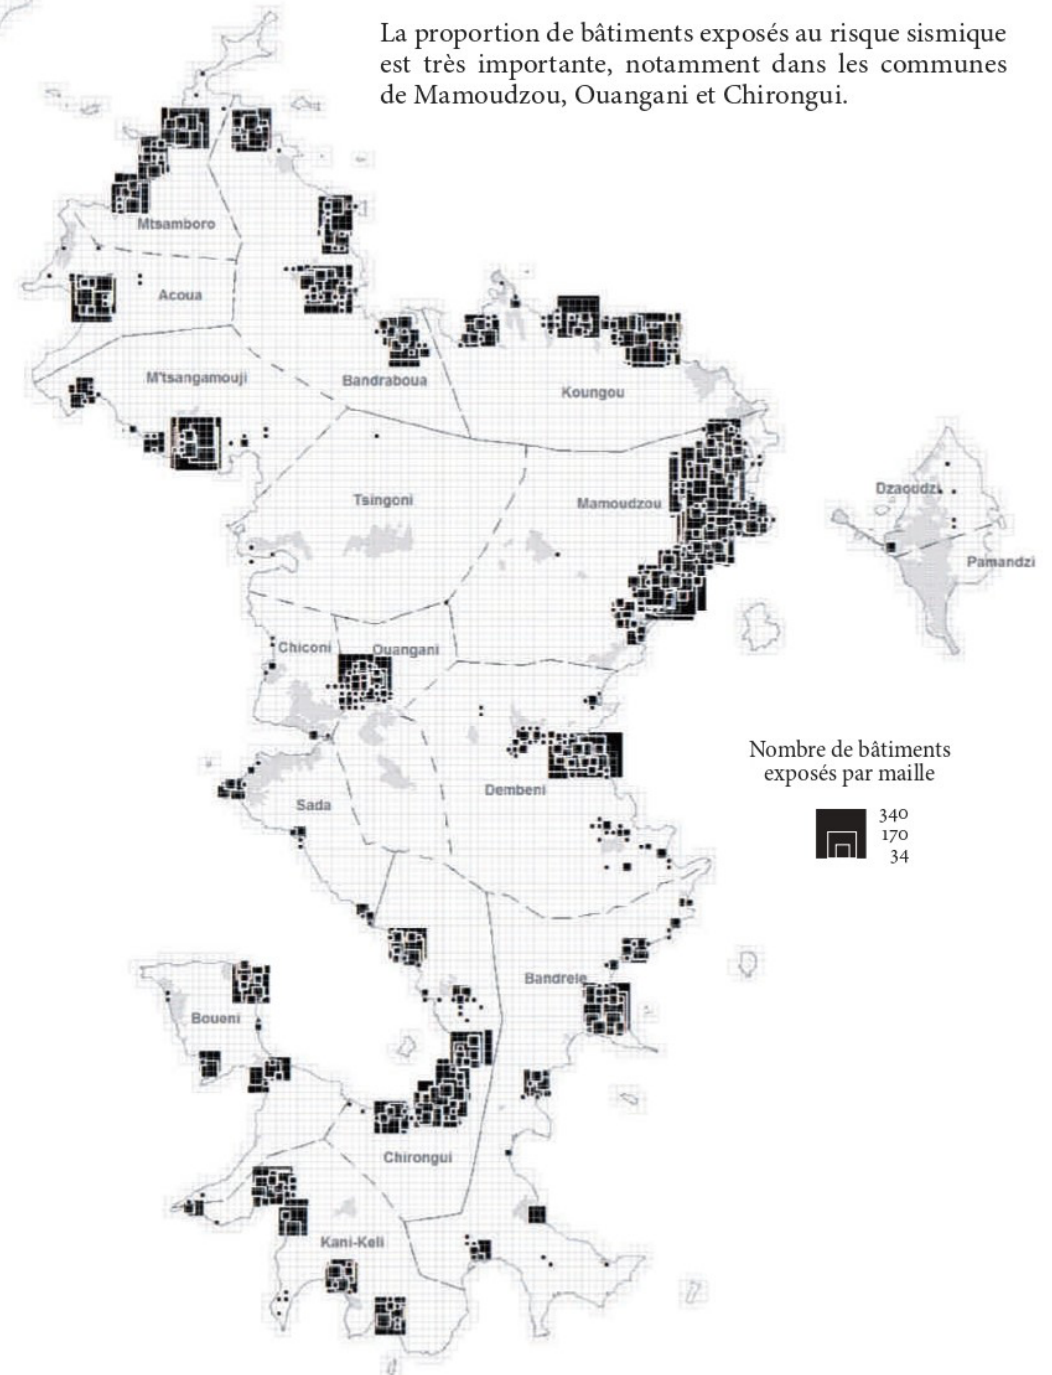 La proportion de bâtiments exposés au risque sismique
est très importante, notamment dans les communes
de Mamoudzou, Ouangani et Chirongui.
Mtsamboro
Acoua
M'tsangamouji
Bandraboua
Koungou
Tsingoni
Mamoudzou
Dzaoudzi
Pamandzi
Chiconi
Ouangani
Nombre de bâtiments
exposés par maille
340
170
34
Dembeni
Sada
Bandrele
Boueni
Chirongui
Kani-Keli